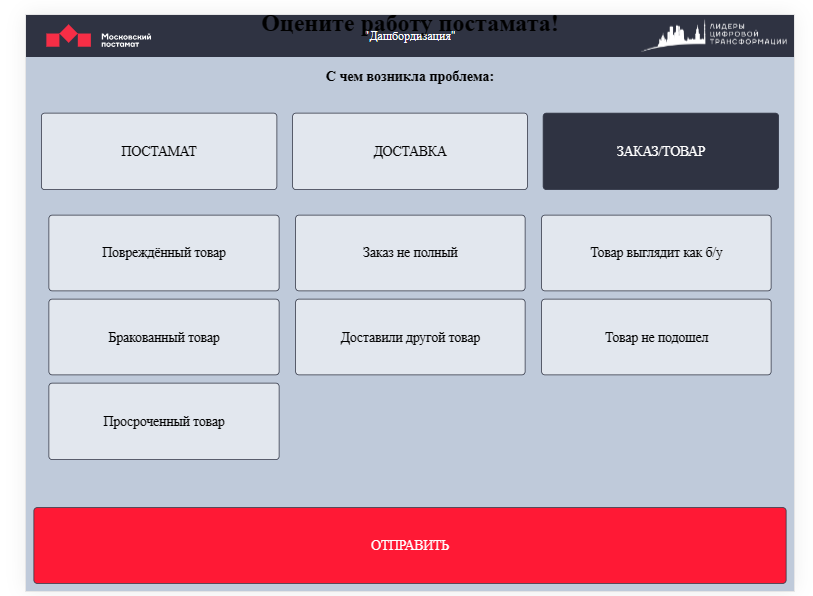 Оцените работу постамата!
Московский
постамат
"Дашбордизация"
ЛИДЕРЫ
ЦИФРОВОЙ
ТРАНСФОРМАЦИИ
С чем возникла проблема:
ПОСТАМАТ
ДОСТАВКА
ЗАКАЗ/ТОВАР
Повреждённый товар
Заказ не полный
Товар выглядит как б/у
Бракованный товар
Доставили другой товар
Товар не подошел
Просроченный товар
ОТПРАВИТЬ